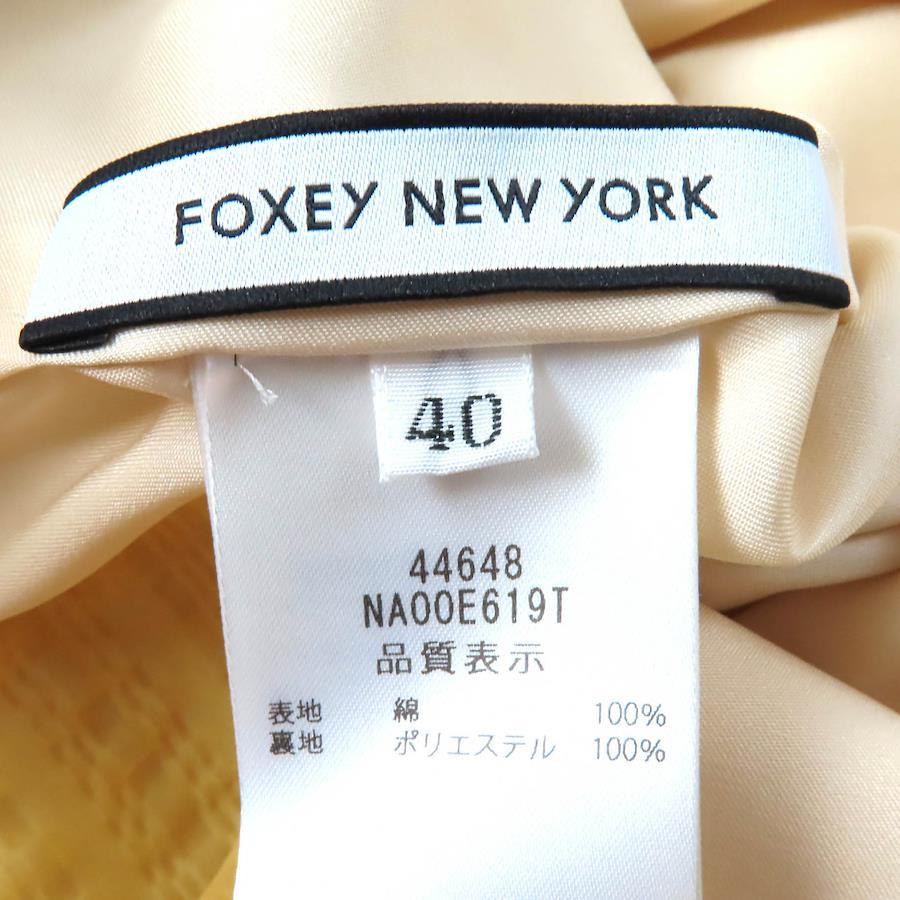 FOXEY NEW YORK
40
44648
NA00E619T
品質表示
表地 綿 100%
裏地 ポリエステル 100%